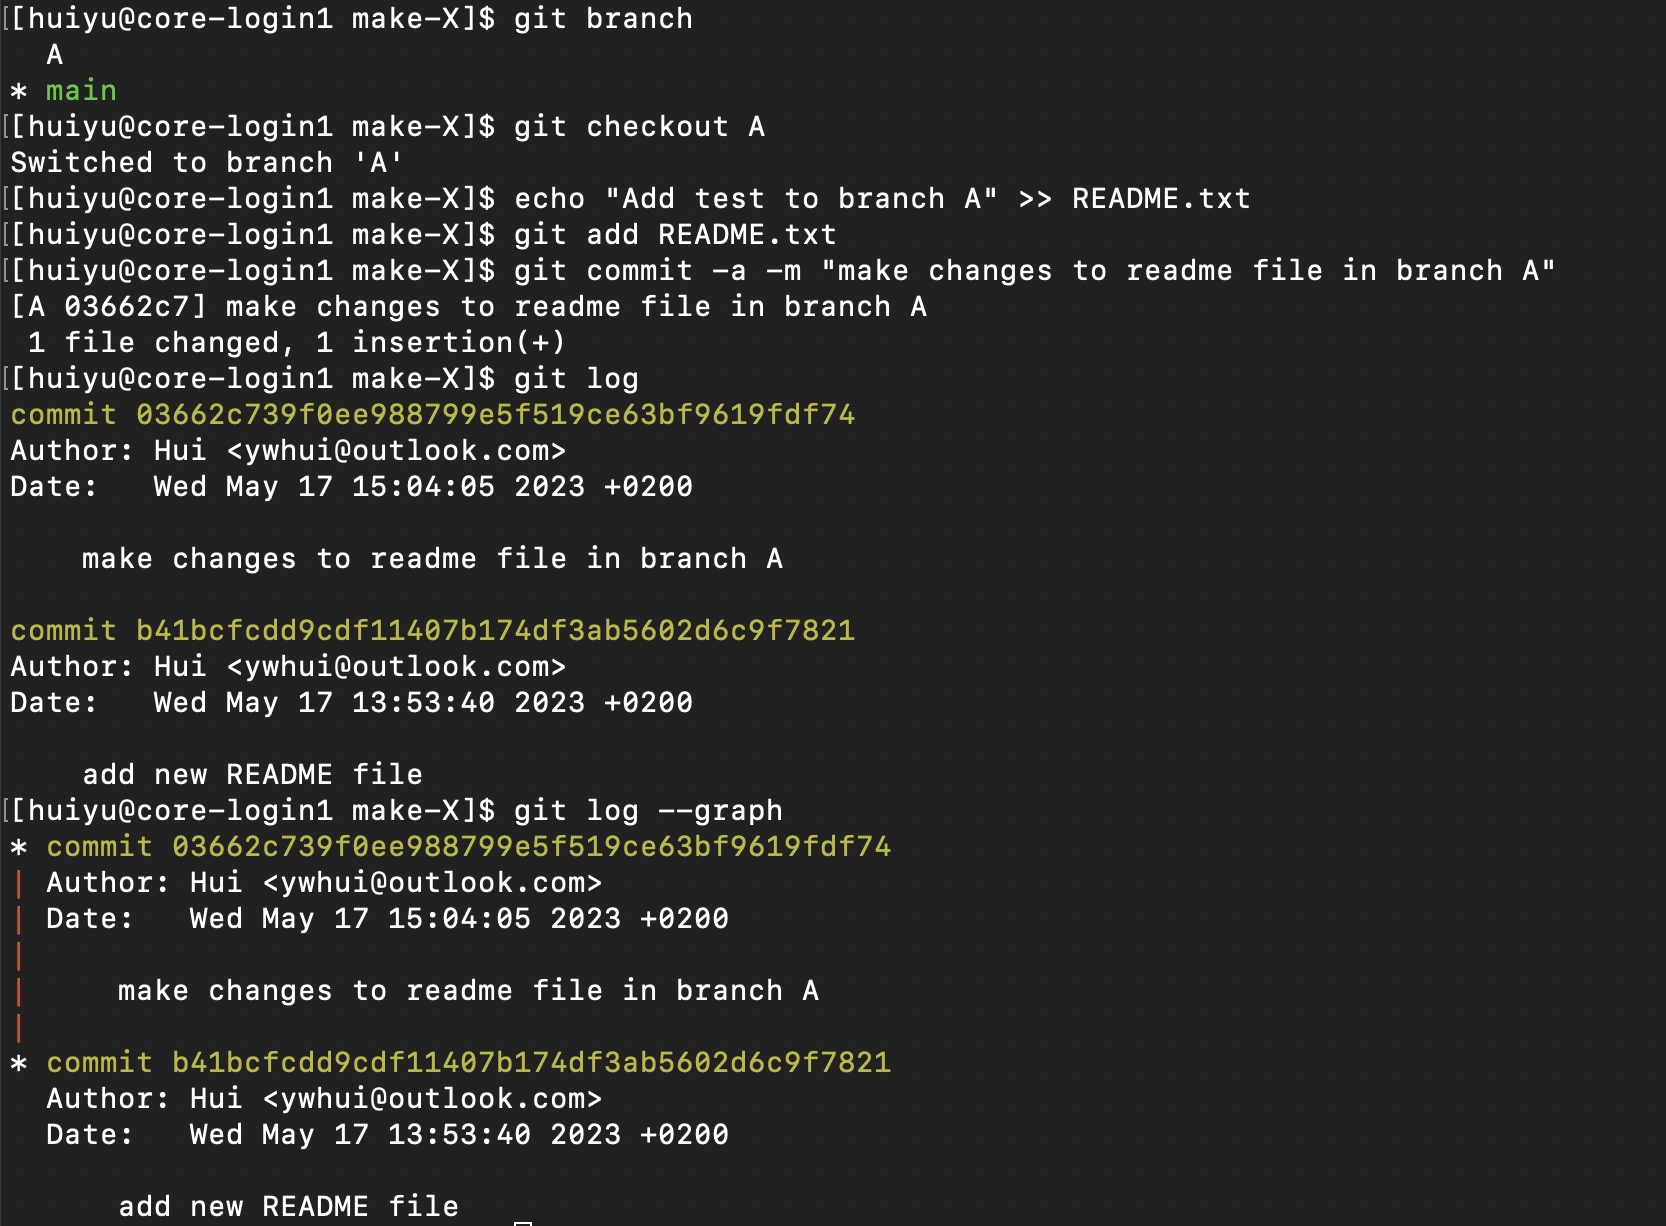 [[huiyu@core-login1 make-X]$ git branch
  A
* main
[[huiyu@core-login1 make-X]$ git checkout A
Switched to branch 'A'
[[huiyu@core-login1 make-X]$ echo "Add test to branch A" >> README.txt
[[huiyu@core-login1 make-X]$ git add README.txt
[[huiyu@core-login1 make-X]$ git commit -a -m "make changes to readme file in branch A"
[A 03662c7] make changes to readme file in branch A
 1 file changed, 1 insertion(+)
[[huiyu@core-login1 make-X]$ git log
commit 03662c739f0ee988799e5f519ce63bf9619fdf74
Author: Hui <ywhui@outlook.com>
Date:   Wed May 17 15:04:05 2023 +0200

    make changes to readme file in branch A

commit b41bcfcdd9cdf11407b174df3ab5602d6c9f7821
Author: Hui <ywhui@outlook.com>
Date:   Wed May 17 13:53:40 2023 +0200

    add new README file
[[huiyu@core-login1 make-X]$ git log --graph
* commit 03662c739f0ee988799e5f519ce63bf9619fdf74
| Author: Hui <ywhui@outlook.com>
| Date:   Wed May 17 15:04:05 2023 +0200
|
|     make changes to readme file in branch A
|
* commit b41bcfcdd9cdf11407b174df3ab5602d6c9f7821
  Author: Hui <ywhui@outlook.com>
  Date:   Wed May 17 13:53:40 2023 +0200

      add new README file